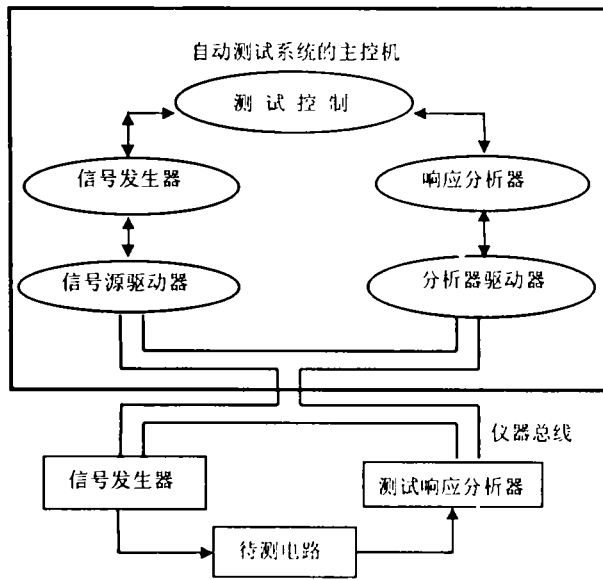 自动测试系统的主控机
测试控制
信号发生器
响应分析器
信号源驱动器
分析器驱动器
仪器总线
信号发生器
测试响应分析器
待测电路